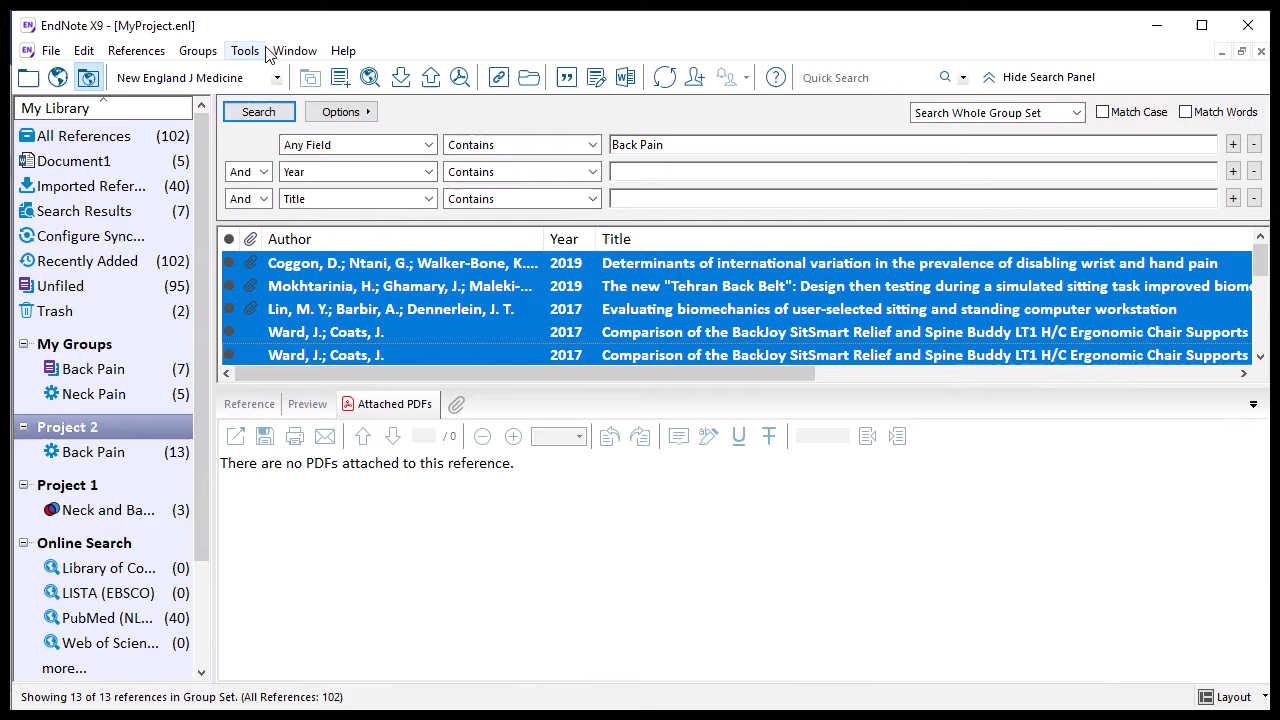 EN EndNote X9 - [MyProject.enl]
EN File Edit References Groups Tools Window Help
New England J Medicine Quick Search Hide Search Panel
My Library
All References (102)
Document1 (5)
Imported Refer... (40)
Search Results (7)
Configure Sync...
Recently Added (102)
Unfiled (95)
Trash (2)
My Groups
Back Pain (7)
Neck Pain (5)
Project 2
Back Pain (13)
Project 1
Neck and Ba... (3)
Online Search
Library of Co... (0)
LISTA (EBSCO) (0)
PubMed (NL... (40)
Web of Scien... (0)
more...
Search Options Search Whole Group Set Match Case Match Words
Any Field Contains Back Pain + -
And Year Contains + -
And Title Contains + -
Author Year Title
Coggon, D.; Ntani, G.; Walker-Bone, K.... 2019 Determinants of international variation in the prevalence of disabling wrist and hand pain
Mokhtarinia, H.; Ghamary, J.; Maleki-... 2019 The new "Tehran Back Belt": Design then testing during a simulated sitting task improved biome
Lin, M. Y.; Barbir, A.; Dennerlein, J. T. 2017 Evaluating biomechanics of user-selected sitting and standing computer workstation
Ward, J.; Coats, J. 2017 Comparison of the BackJoy SitSmart Relief and Spine Buddy LT1 H/C Ergonomic Chair Supports
Ward, J.; Coats, J. 2017 Comparison of the BackJoy SitSmart Relief and Spine Buddy LT1 H/C Ergonomic Chair Supports
Reference Preview Attached PDFs
/ 0
There are no PDFs attached to this reference.
Showing 13 of 13 references in Group Set. (All References: 102) Layout